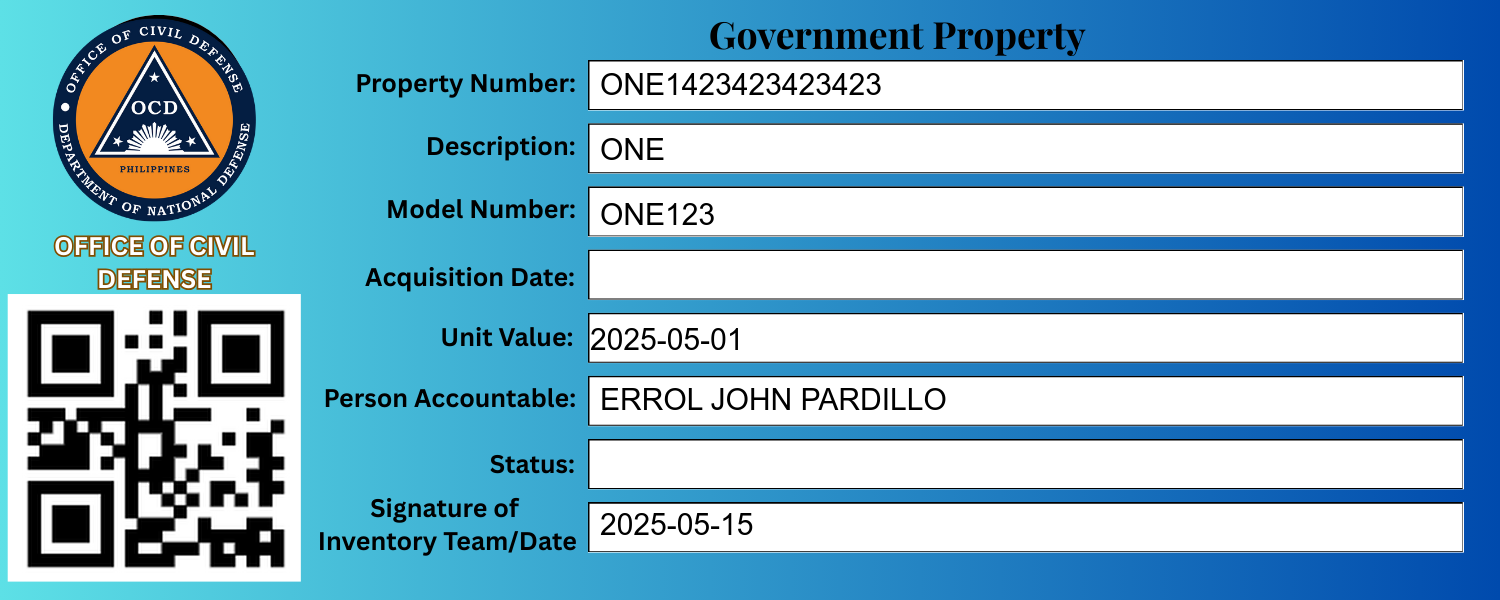 OFFICE OF CIVIL DEFENSE
OCD
PHILIPPINES
DEPARTMENT OF NATIONAL DEFENSE
OFFICE OF CIVIL
DEFENSE
Government Property
Property Number: ONE1423423423423
Description: ONE
Model Number: ONE123
Acquisition Date:
Unit Value: 2025-05-01
Person Accountable: ERROL JOHN PARDILLO
Status:
Signature of
Inventory Team/Date 2025-05-15